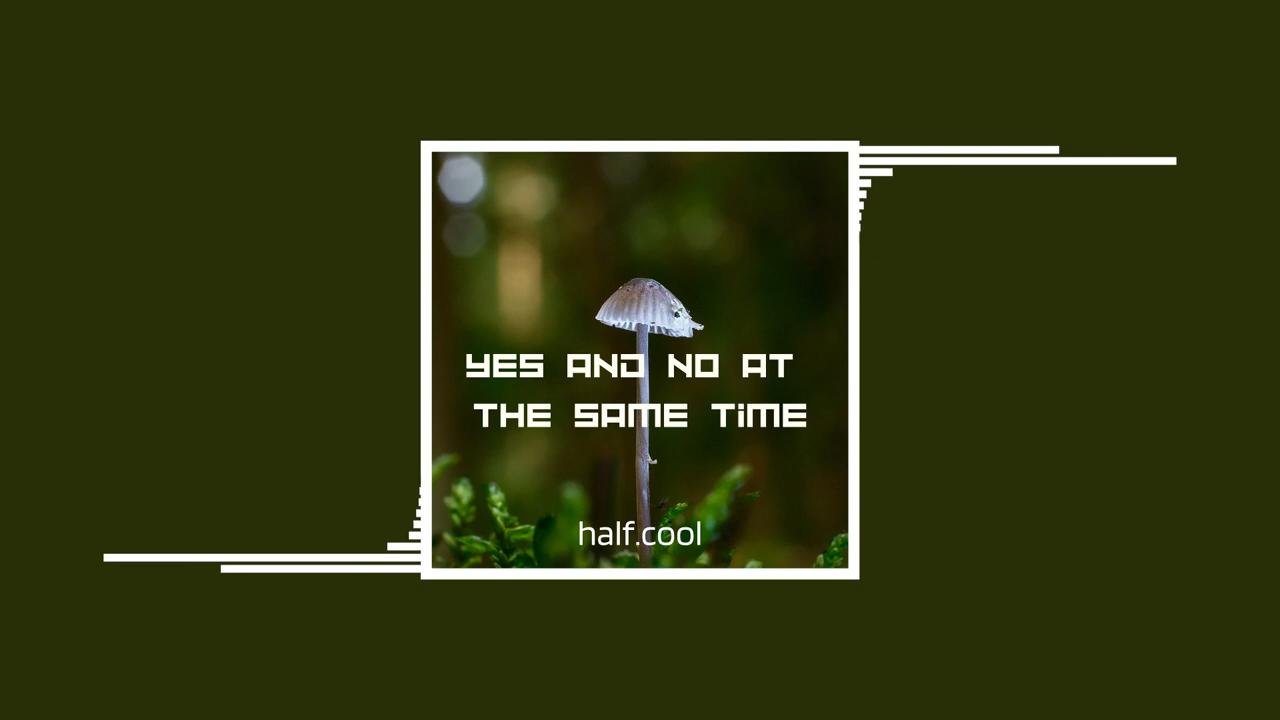 YES AND NO AT
THE SAME TiME
half.cool